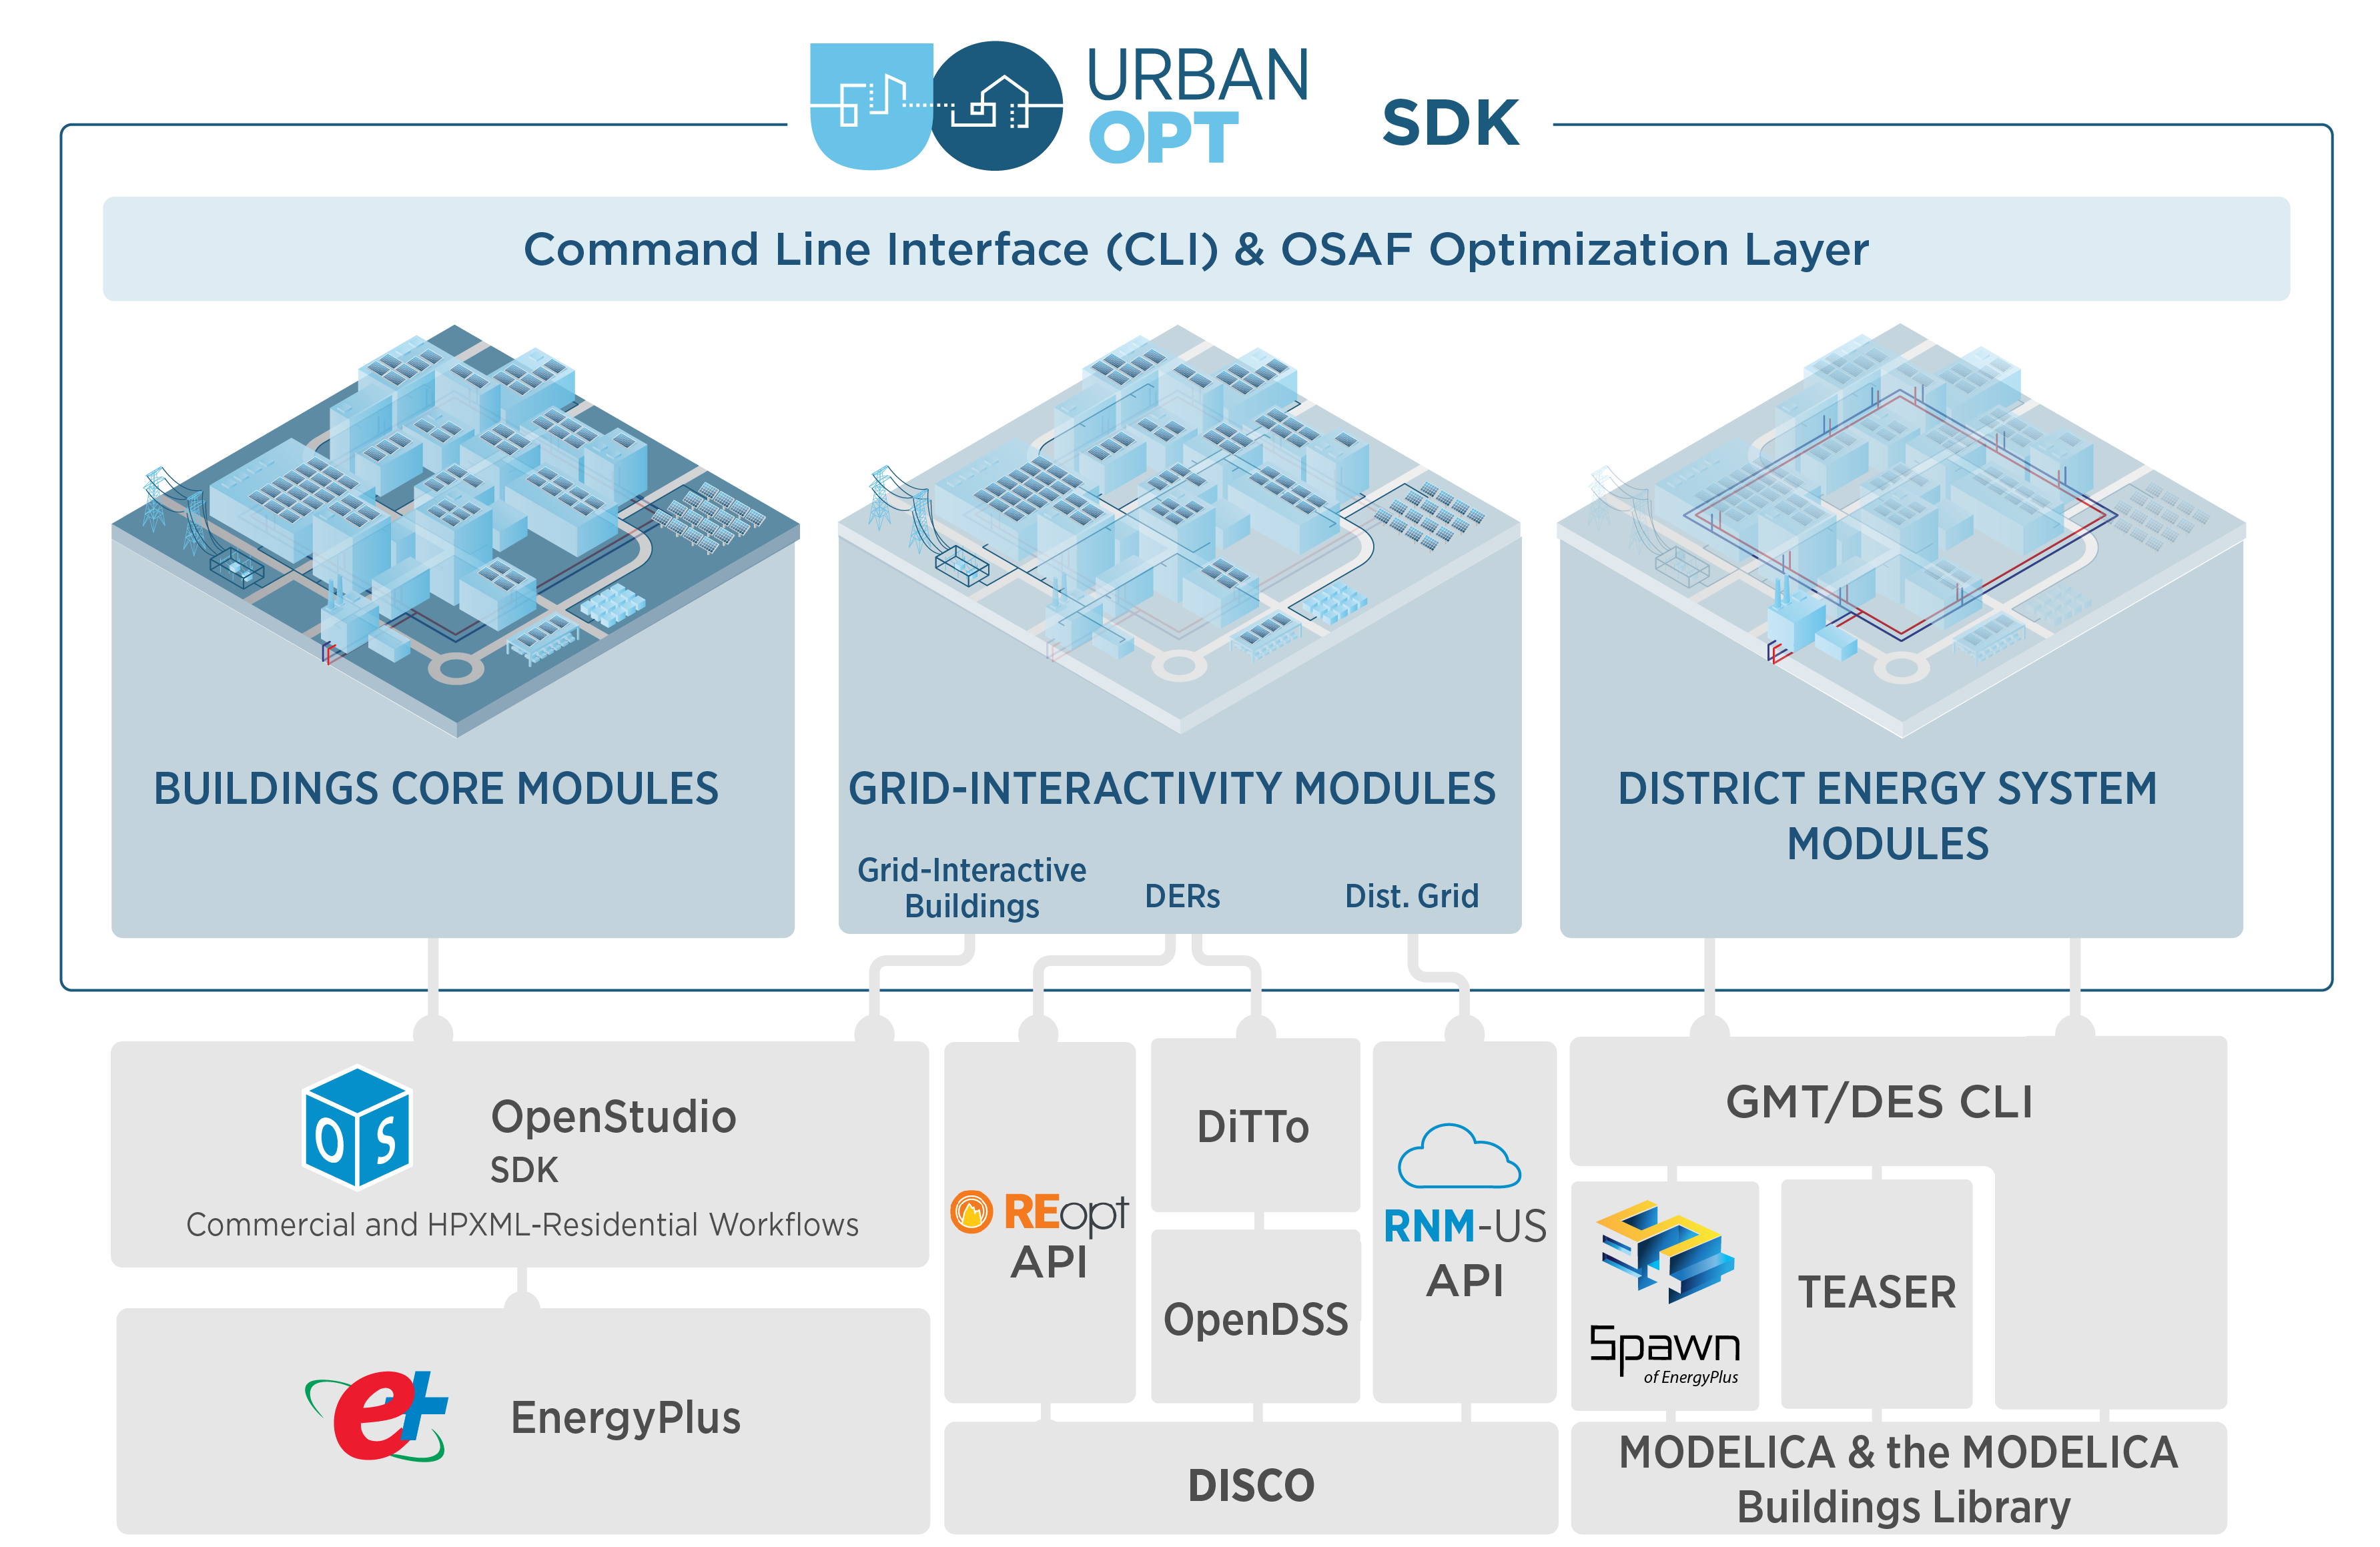 URBAN
OPT
SDK
Command Line Interface (CLI) & OSAF Optimization Layer
BUILDINGS CORE MODULES
GRID-INTERACTIVITY MODULES
Grid-Interactive
Buildings
DERs
Dist. Grid
DISTRICT ENERGY SYSTEM
MODULES
OS
OpenStudio
SDK
Commercial and HPXML-Residential Workflows
e+
EnergyPlus
REopt
API
DiTTo
OpenDSS
RNM-US
API
DISCO
GMT/DES CLI
Spawn
of EnergyPlus
TEASER
MODELICA & the MODELICA
Buildings Library